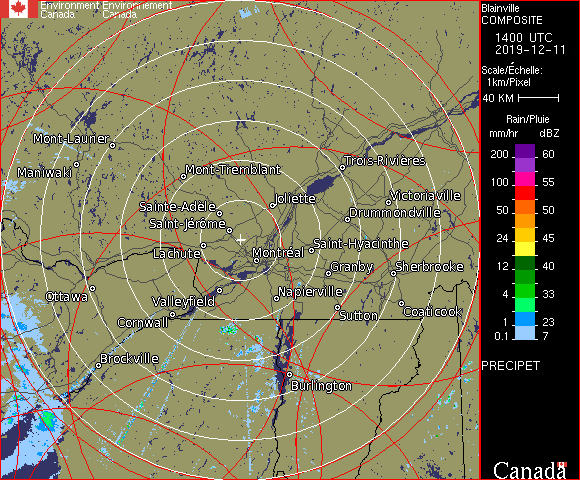 Environment Environnement
Canada Canada
Blainville
COMPOSITE
1400 UTC
2019-12-11
Scale/Échelle:
1km/Pixel
40 KM
Rain/Pluie
mm/hr dBZ
200 60
100 55
50 50
24 45
12 40
4 33
1 23
0.1 7
PRECIPET
Mont-Laurier
Maniwaki
Mont-Tremblant
Trois-Rivières
Joliette
Victoriaville
Sainte-Adèle
Drummondville
Saint-Jérôme
Lachute
Montréal
Saint-Hyacinthe
Granby
Sherbrooke
Ottawa
Valleyfield
Napierville
Cornwall
Sutton
Coaticook
Brockville
Burlington
Canada